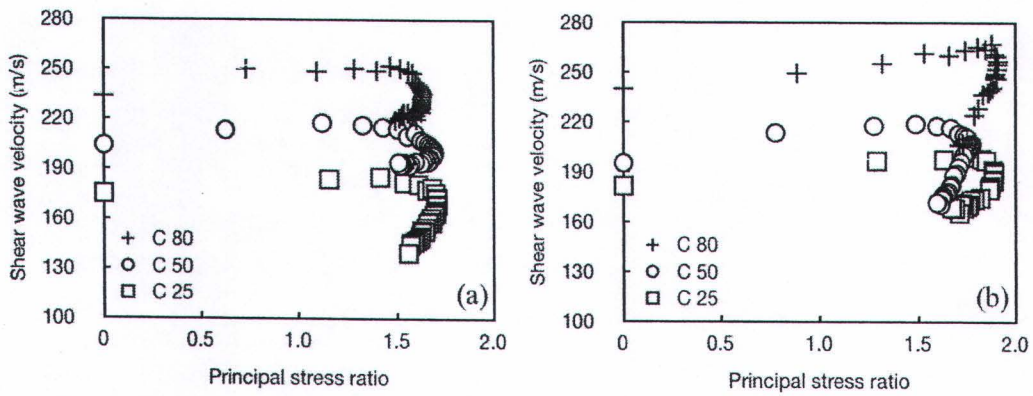 280
250
220
190
160
130
100
Shear wave velocity (m/s)
+ C 80
○ C 50
□ C 25
(a)
0 0.5 1.0 1.5 2.0
Principal stress ratio
280
250
220
190
160
130
100
Shear wave velocity (m/s)
+ C 80
○ C 50
□ C 25
(b)
0 0.5 1.0 1.5 2.0
Principal stress ratio